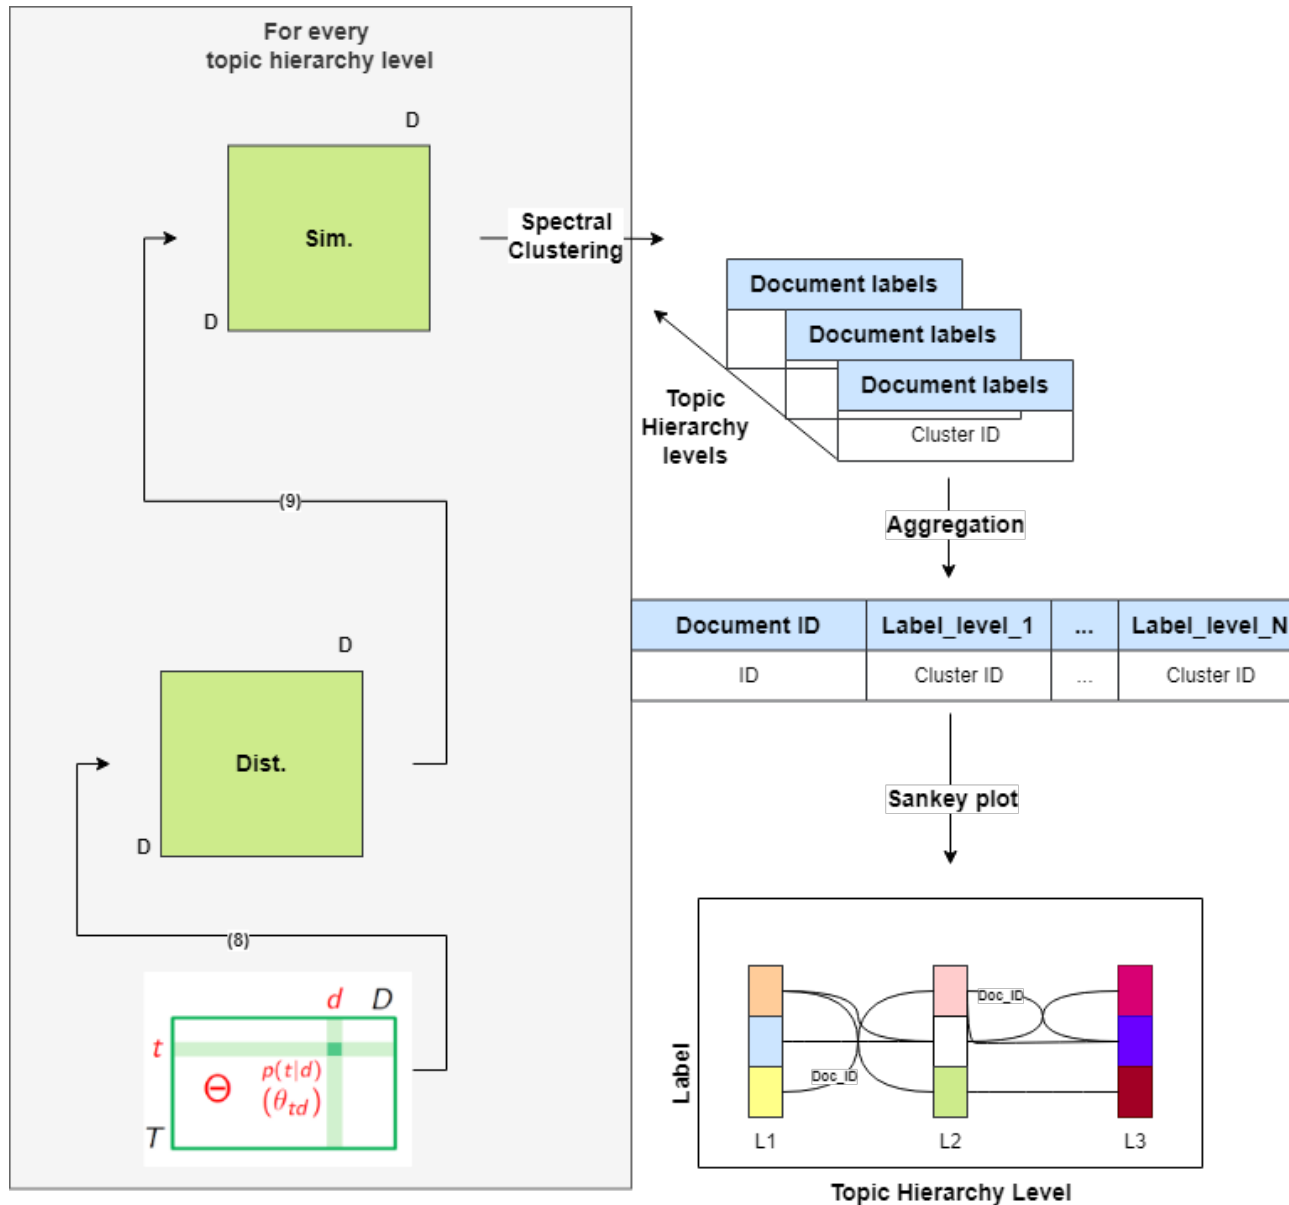 For every
topic hierarchy level
D
Sim.
D
Spectral
Clustering
Document labels
Document labels
Document labels
Cluster ID
Topic
Hierarchy
levels
(9)
Aggregation
Document ID Label_level_1 ... Label_level_N
ID Cluster ID ... Cluster ID
D
Dist.
D
Sankey plot
(8)
d D
t
p(t|d)
Θ (θtd)
T
Doc_ID
Doc_ID
Label
L1 L2 L3
Topic Hierarchy Level